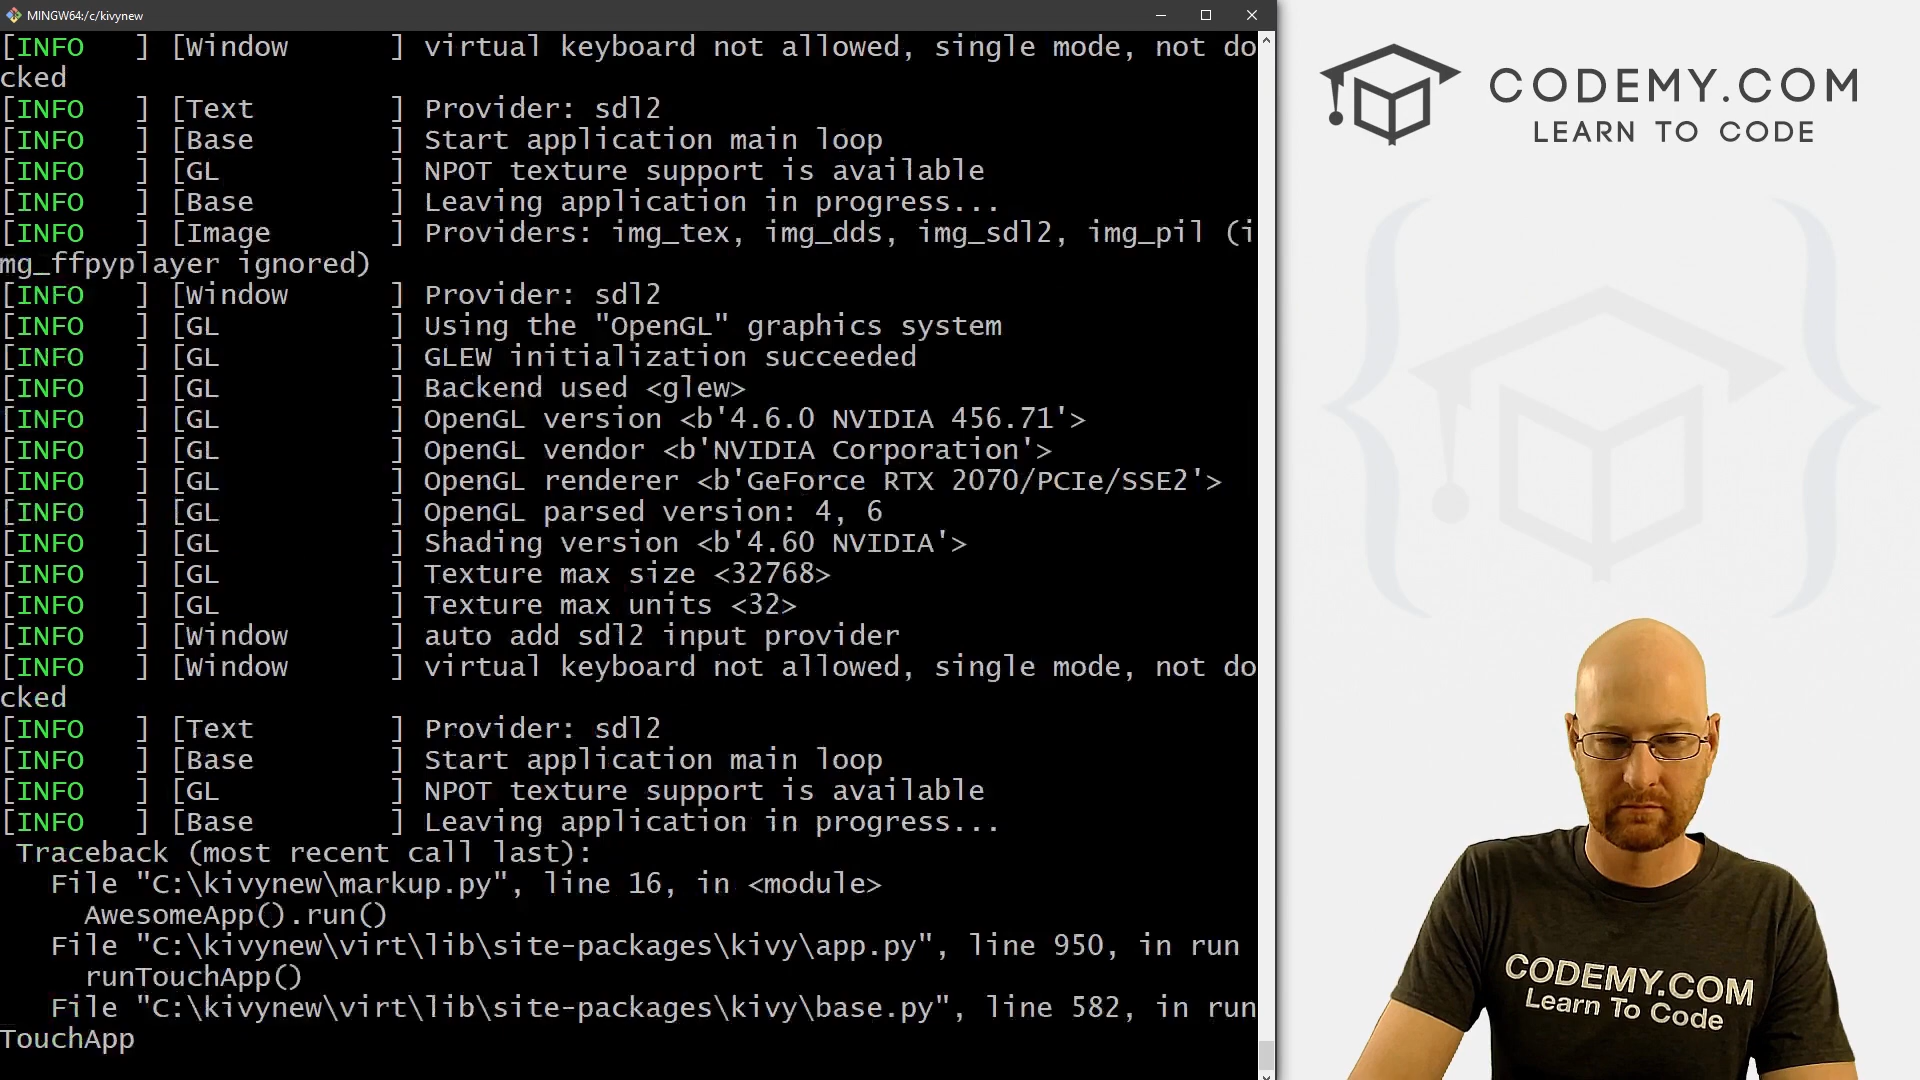 MINGW64:/c/kivynew
[INFO   ] [Window      ] virtual keyboard not allowed, single mode, not do
cked
[INFO   ] [Text        ] Provider: sdl2
[INFO   ] [Base        ] Start application main loop
[INFO   ] [GL          ] NPOT texture support is available
[INFO   ] [Base        ] Leaving application in progress...
[INFO   ] [Image       ] Providers: img_tex, img_dds, img_sdl2, img_pil (i
mg_ffpyplayer ignored)
[INFO   ] [Window      ] Provider: sdl2
[INFO   ] [GL          ] Using the "OpenGL" graphics system
[INFO   ] [GL          ] GLEW initialization succeeded
[INFO   ] [GL          ] Backend used <glew>
[INFO   ] [GL          ] OpenGL version <b'4.6.0 NVIDIA 456.71'>
[INFO   ] [GL          ] OpenGL vendor <b'NVIDIA Corporation'>
[INFO   ] [GL          ] OpenGL renderer <b'GeForce RTX 2070/PCIe/SSE2'>
[INFO   ] [GL          ] OpenGL parsed version: 4, 6
[INFO   ] [GL          ] Shading version <b'4.60 NVIDIA'>
[INFO   ] [GL          ] Texture max size <32768>
[INFO   ] [GL          ] Texture max units <32>
[INFO   ] [Window      ] auto add sdl2 input provider
[INFO   ] [Window      ] virtual keyboard not allowed, single mode, not do
cked
[INFO   ] [Text        ] Provider: sdl2
[INFO   ] [Base        ] Start application main loop
[INFO   ] [GL          ] NPOT texture support is available
[INFO   ] [Base        ] Leaving application in progress...
 Traceback (most recent call last):
   File "C:\kivynew\markup.py", line 16, in <module>
     AwesomeApp().run()
   File "C:\kivynew\virt\lib\site-packages\kivy\app.py", line 950, in run
     runTouchApp()
   File "C:\kivynew\virt\lib\site-packages\kivy\base.py", line 582, in run
TouchApp
CODEMY.COM
LEARN TO CODE
CODEMY.COM
Learn To Code